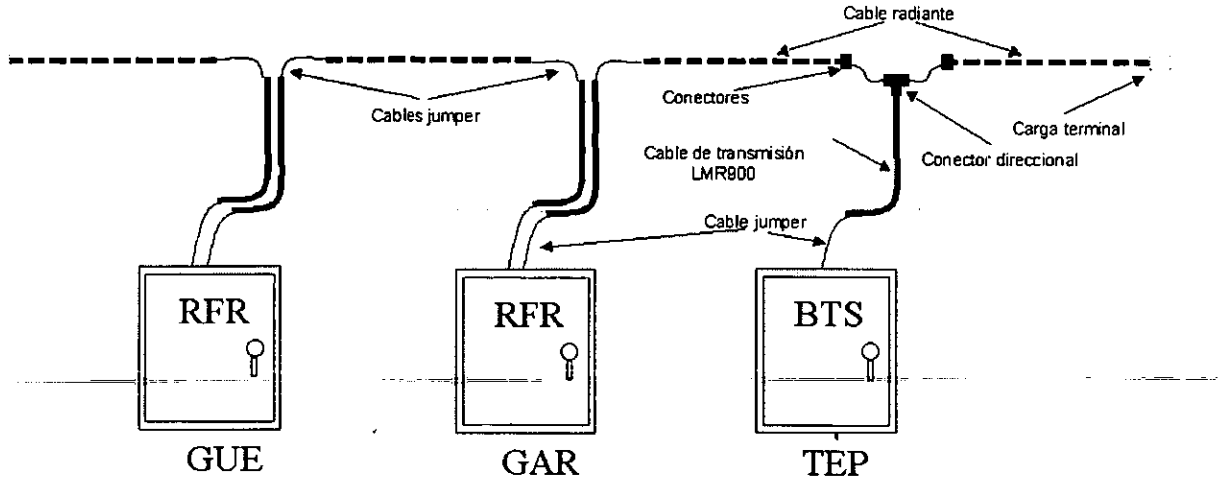 Cable radiante
Cables jumper
Conectores
Carga terminal
Cable de transmisión
LMR900
Conector direccional
Cable jumper
RFR
RFR
BTS
GUE
GAR
TEP